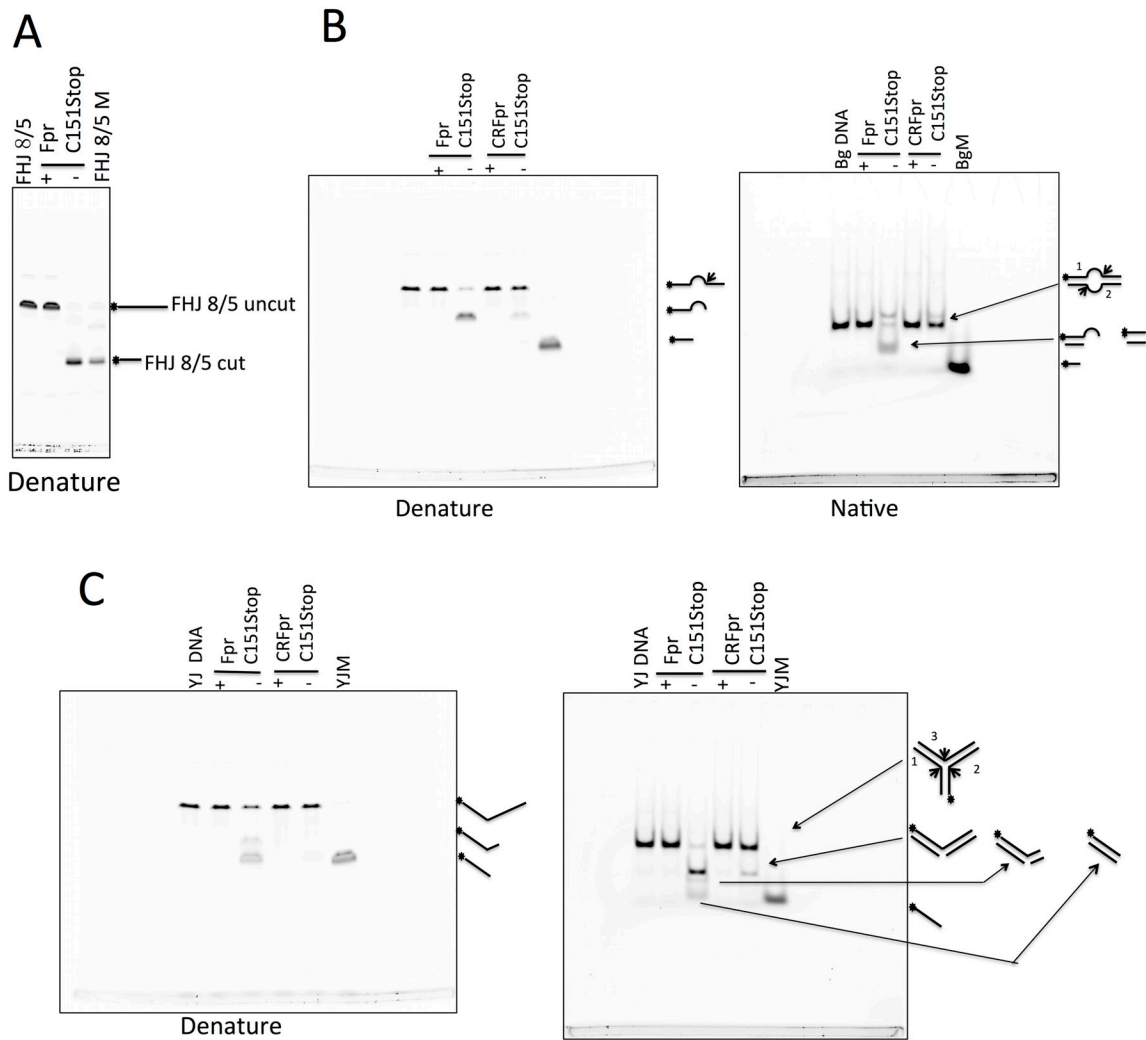 A
FHJ 8/5
Fpr
C151Stop
FHJ 8/5 M
+
-
FHJ 8/5 uncut
FHJ 8/5 cut
Denature
B
Fpr
C151Stop
CRFpr
C151Stop
+
-
+
-
Denature
Bg DNA
Fpr
C151Stop
CRFpr
C151Stop
BgM
+
-
+
-
1
2
Native
C
YJ DNA
Fpr
C151Stop
CRFpr
C151Stop
YJM
+
-
+
-
Denature
YJ DNA
Fpr
C151Stop
CRFpr
C151Stop
YJM
+
-
+
-
3
1
2